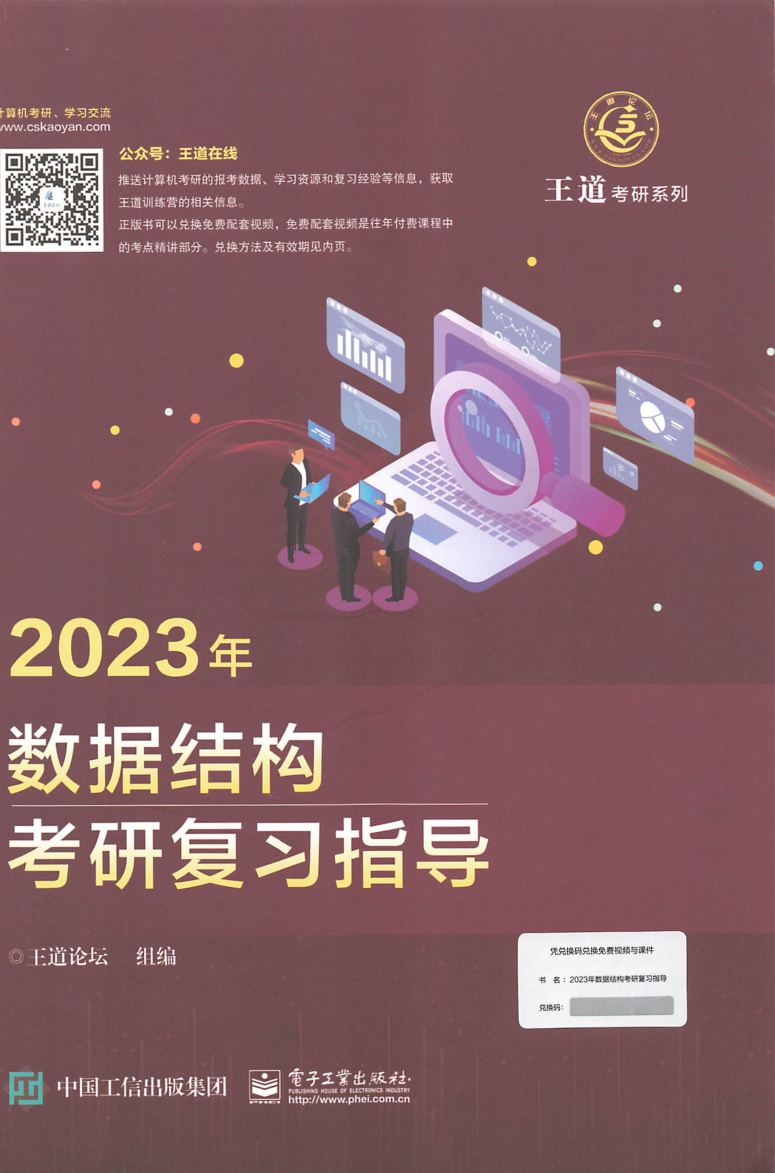 计算机考研、学习交流
www.cskaoyan.com
公众号：王道在线
推送计算机考研的报考数据、学习资源和复习经验等信息，获取
王道训练营的相关信息。
正版书可以兑换免费配套视频，免费配套视频是往年付费课程中
的考点精讲部分。兑换方法及有效期见内页。
王道论坛
王道考研系列
2023年
数据结构
考研复习指导
◎王道论坛 组编
凭兑换码兑换免费视频与课件
书 名：2023年数据结构考研复习指导
兑换码：
中国工信出版集团
電子工業出版社
PUBLISHING HOUSE OF ELECTRONICS INDUSTRY
http://www.phei.com.cn